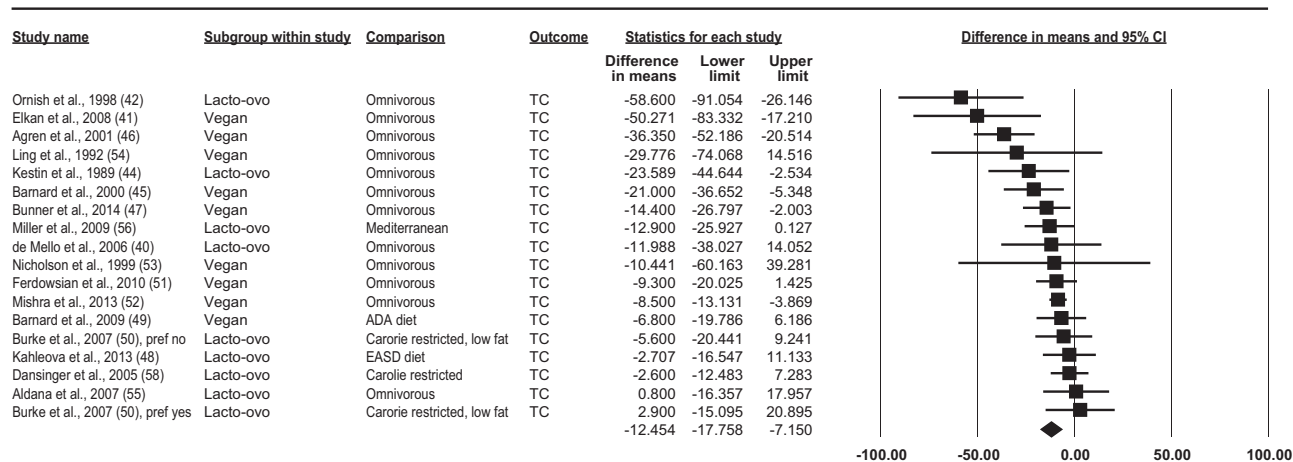 Study name Subgroup within study Comparison Outcome Statistics for each study Difference in means and 95% CI
Difference Lower Upper
in means limit limit
Ornish et al., 1998 (42) Lacto-ovo Omnivorous TC -58.600 -91.054 -26.146
Elkan et al., 2008 (41) Vegan Omnivorous TC -50.271 -83.332 -17.210
Agren et al., 2001 (46) Vegan Omnivorous TC -36.350 -52.186 -20.514
Ling et al., 1992 (54) Vegan Omnivorous TC -29.776 -74.068 14.516
Kestin et al., 1989 (44) Lacto-ovo Omnivorous TC -23.589 -44.644 -2.534
Barnard et al., 2000 (45) Vegan Omnivorous TC -21.000 -36.652 -5.348
Bunner et al., 2014 (47) Vegan Omnivorous TC -14.400 -26.797 -2.003
Miller et al., 2009 (56) Lacto-ovo Mediterranean TC -12.900 -25.927 0.127
de Mello et al., 2006 (40) Lacto-ovo Omnivorous TC -11.988 -38.027 14.052
Nicholson et al., 1999 (53) Vegan Omnivorous TC -10.441 -60.163 39.281
Ferdowsian et al., 2010 (51) Vegan Omnivorous TC -9.300 -20.025 1.425
Mishra et al., 2013 (52) Vegan Omnivorous TC -8.500 -13.131 -3.869
Barnard et al., 2009 (49) Vegan ADA diet TC -6.800 -19.786 6.186
Burke et al., 2007 (50), pref no Lacto-ovo Carorie restricted, low fat TC -5.600 -20.441 9.241
Kahleova et al., 2013 (48) Lacto-ovo EASD diet TC -2.707 -16.547 11.133
Dansinger et al., 2005 (58) Lacto-ovo Carolie restricted TC -2.600 -12.483 7.283
Aldana et al., 2007 (55) Lacto-ovo Omnivorous TC 0.800 -16.357 17.957
Burke et al., 2007 (50), pref yes Lacto-ovo Carorie restricted, low fat TC 2.900 -15.095 20.895
-12.454 -17.758 -7.150
-100.00 -50.00 0.00 50.00 100.00